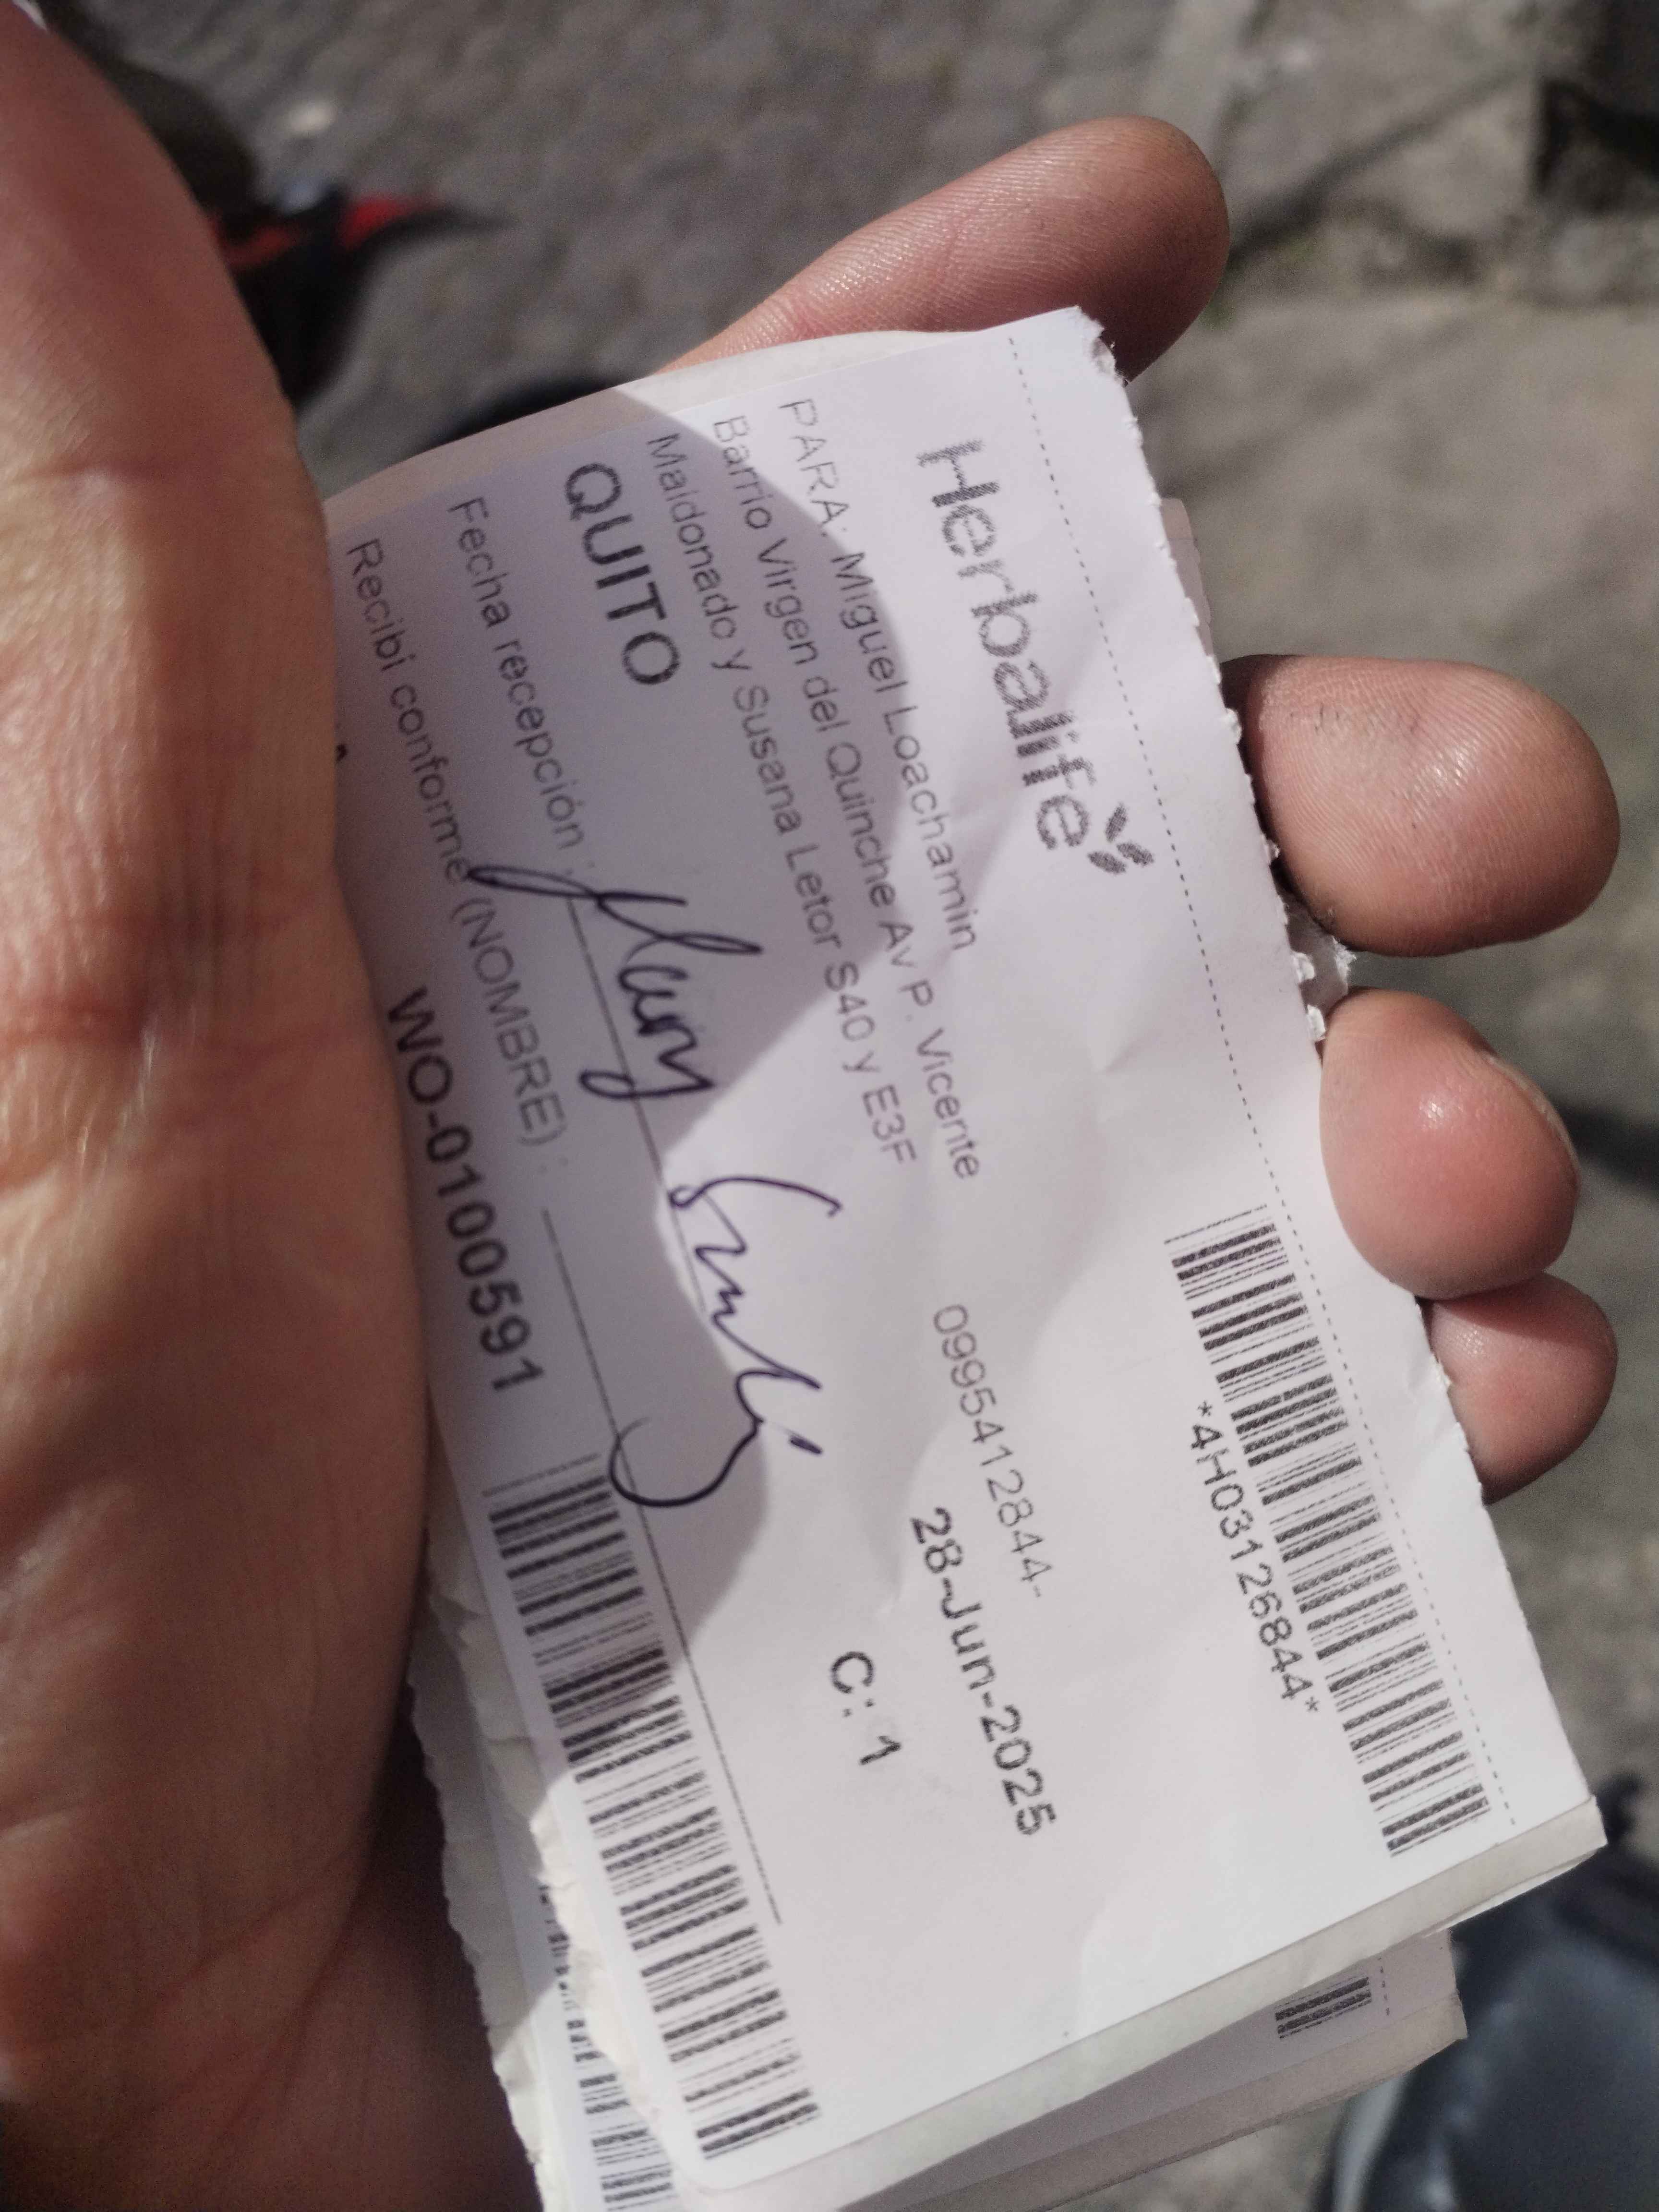 Herbalife
*4H03126844*
PARA: Miguel Loachamin
0995412844-
Barrio Virgen del Quinche Av P. Vicente
28-Jun-2025
Maldonado y Susana Letor S40 y E3F
C: 1
QUITO
Fecha recepción :
Recibi conforme (NOMBRE) :
WO-0100591